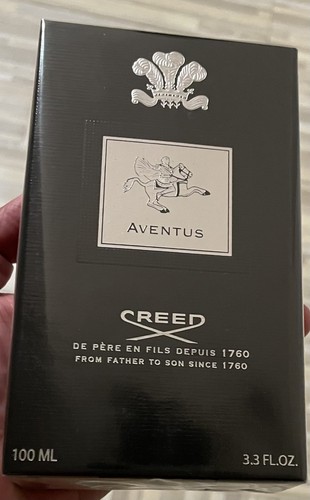 AVENTUS
CREED
DE PÈRE EN FILS DEPUIS 1760
FROM FATHER TO SON SINCE 1760
100 ML 3.3 FL.OZ.